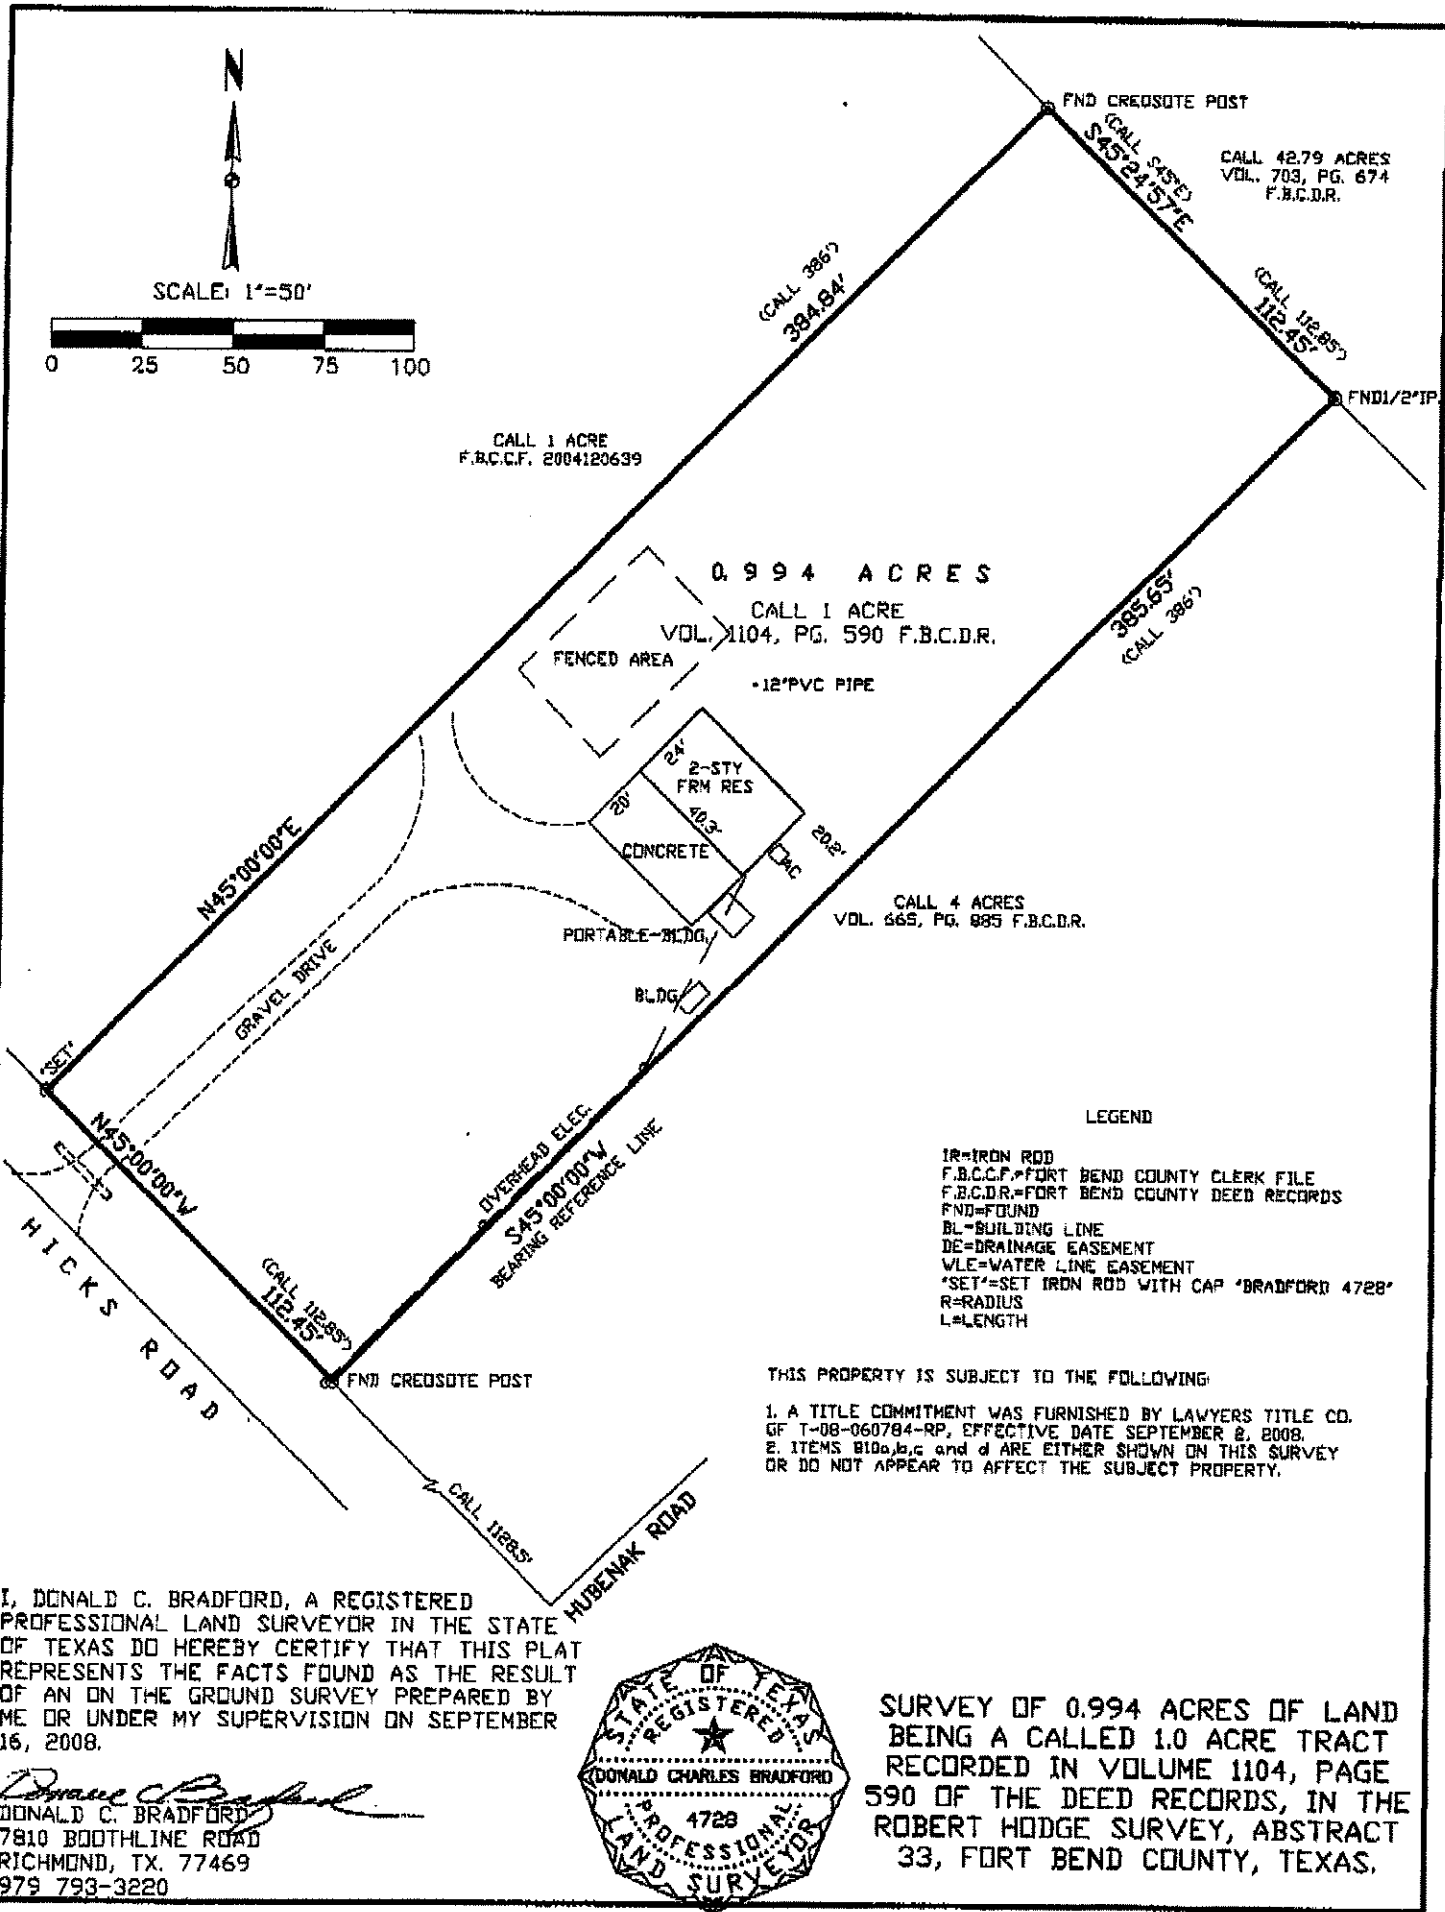 N
SCALE: 1"=50'
0 25 50 75 100
FND CREOSOTE POST
(CALL S45°E)
S45°24'57"E
CALL 42.79 ACRES
VOL. 703, PG. 674
F.B.C.D.R.
(CALL 112.85')
112.45'
FND1/2"IP.
(CALL 386')
384.84'
CALL 1 ACRE
F.B.C.C.F. 2004120639
0.994 ACRES
CALL 1 ACRE
VOL. 1104, PG. 590 F.B.C.D.R.
FENCED AREA
12"PVC PIPE
385.65'
(CALL 386')
24'
2-STY
FRM RES
20'
40.3'
CONCRETE
20.2'
AC
N45°00'00"E
CALL 4 ACRES
VOL. 665, PG. 885 F.B.C.D.R.
PORTABLE-BLDG.
BLDG
GRAVEL DRIVE
"SET"
N45°00'00"W
OVERHEAD ELEC.
S45°00'00"W
BEARING REFERENCE LINE
HICKS ROAD
(CALL 112.85')
112.45'
FND CREOSOTE POST
CALL 1128.5'
HUBENAK ROAD
LEGEND
IR=IRON ROD
F.B.C.C.F.=FORT BEND COUNTY CLERK FILE
F.B.C.D.R.=FORT BEND COUNTY DEED RECORDS
FND=FOUND
BL=BUILDING LINE
DE=DRAINAGE EASEMENT
WLE=WATER LINE EASEMENT
"SET"=SET IRON ROD WITH CAP "BRADFORD 4728"
R=RADIUS
L=LENGTH
THIS PROPERTY IS SUBJECT TO THE FOLLOWING:
1. A TITLE COMMITMENT WAS FURNISHED BY LAWYERS TITLE CO.
GF T-08-060784-RP, EFFECTIVE DATE SEPTEMBER 2, 2008.
2. ITEMS B10a,b,c and d ARE EITHER SHOWN ON THIS SURVEY
OR DO NOT APPEAR TO AFFECT THE SUBJECT PROPERTY.
I, DONALD C. BRADFORD, A REGISTERED
PROFESSIONAL LAND SURVEYOR IN THE STATE
OF TEXAS DO HEREBY CERTIFY THAT THIS PLAT
REPRESENTS THE FACTS FOUND AS THE RESULT
OF AN ON THE GROUND SURVEY PREPARED BY
ME OR UNDER MY SUPERVISION ON SEPTEMBER
16, 2008.
DONALD C. BRADFORD
7810 BOOTHLINE ROAD
RICHMOND, TX. 77469
979 793-3220
STATE OF TEXAS
REGISTERED
DONALD CHARLES BRADFORD
4728
PROFESSIONAL
LAND SURVEYOR
SURVEY OF 0.994 ACRES OF LAND
BEING A CALLED 1.0 ACRE TRACT
RECORDED IN VOLUME 1104, PAGE
590 OF THE DEED RECORDS, IN THE
ROBERT HODGE SURVEY, ABSTRACT
33, FORT BEND COUNTY, TEXAS.